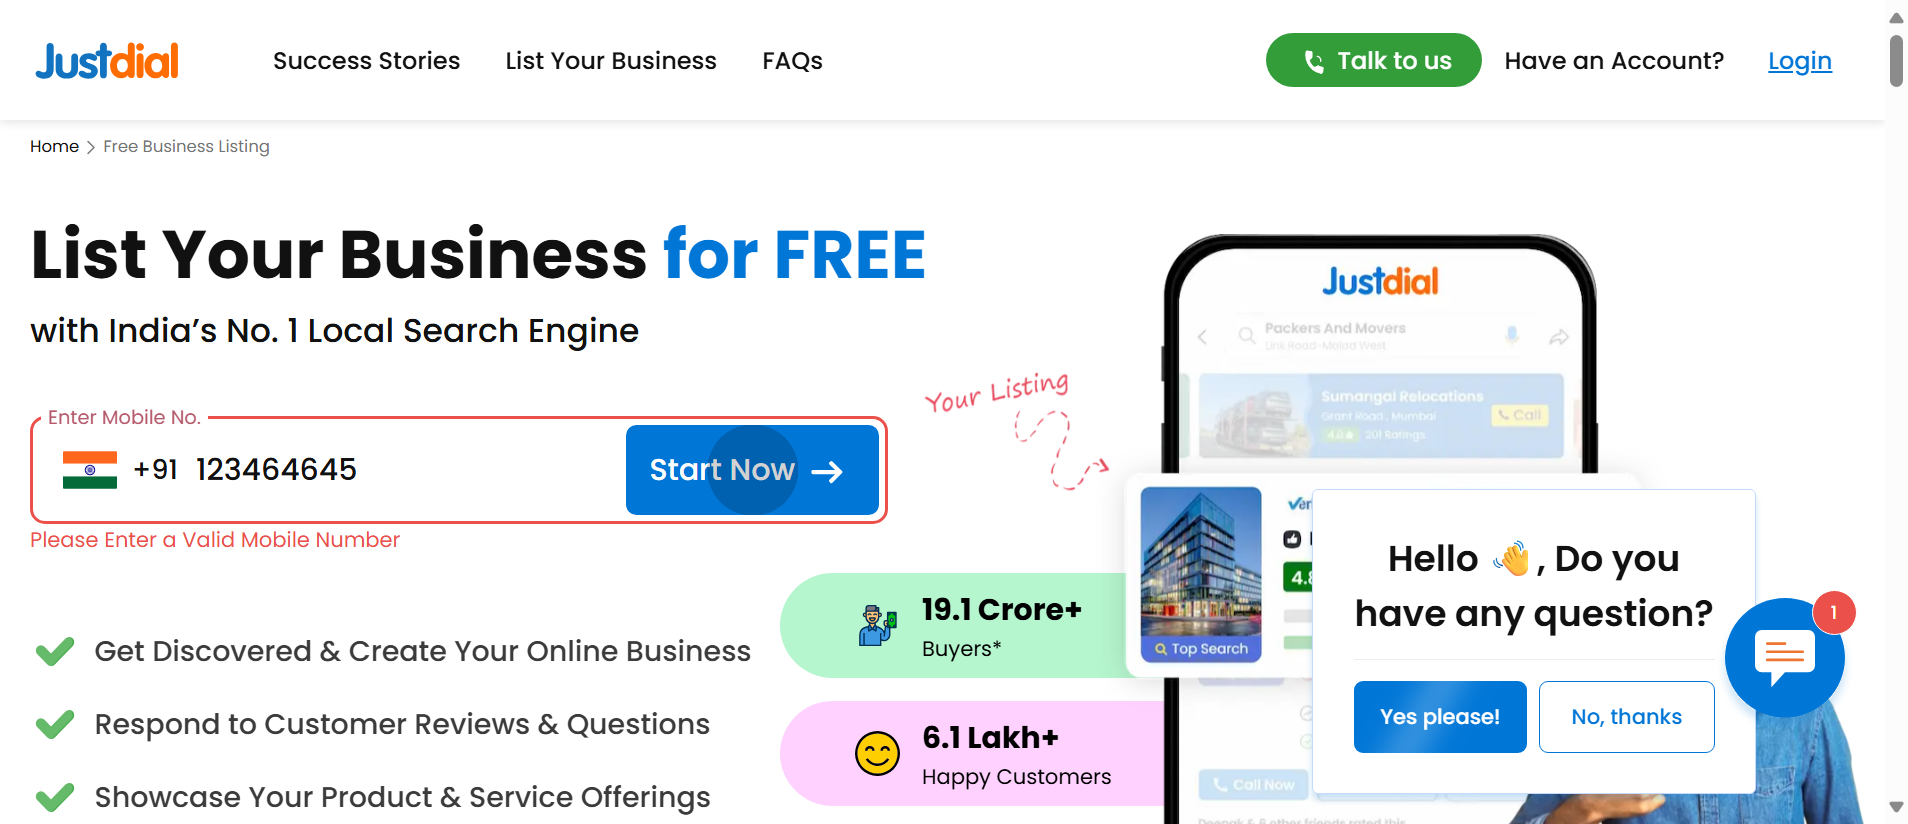 Justdial
Success Stories
List Your Business
FAQs
Talk to us
Have an Account?
Login
Home
Free Business Listing
List Your Business for FREE
with India’s No. 1 Local Search Engine
Enter Mobile No.
+91 123464645
Start Now
Please Enter a Valid Mobile Number
Get Discovered & Create Your Online Business
Respond to Customer Reviews & Questions
Showcase Your Product & Service Offerings
19.1 Crore+
Buyers*
6.1 Lakh+
Happy Customers
Your Listing
Justdial
Packers And Movers
Link Road-Malad West
Sumangal Relocations
Grant Road, Mumbai
4.8
201 Ratings
Call
Top Search
4.8
Call Now
Hello 👋, Do you
have any question?
Yes please!
No, thanks
1